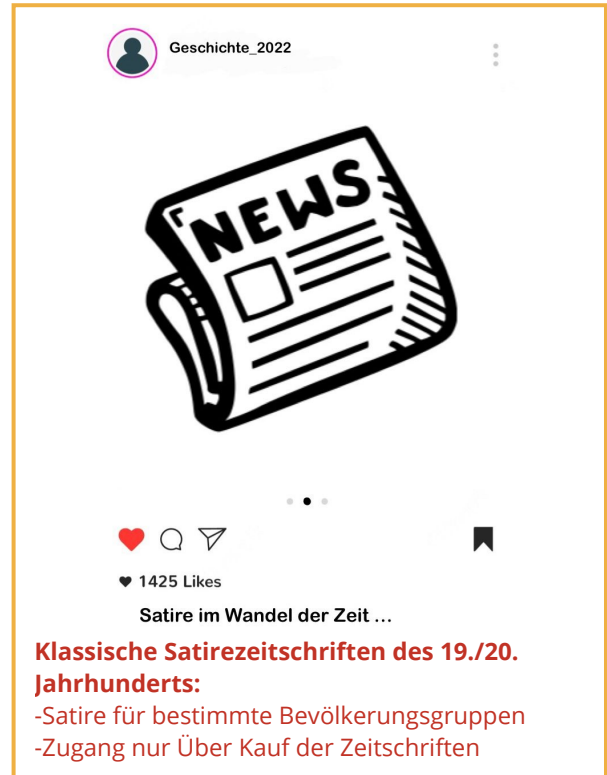 Geschichte_2022
NEWS
1425 Likes
Satire im Wandel der Zeit ...
Klassische Satirezeitschriften des 19./20.
Jahrhunderts:
-Satire für bestimmte Bevölkerungsgruppen
-Zugang nur Über Kauf der Zeitschriften